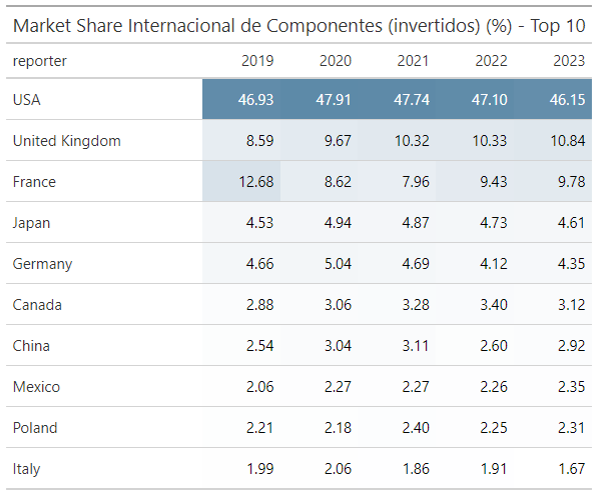 Market Share Internacional de Componentes (invertidos) (%) - Top 10
reporter 2019 2020 2021 2022 2023
USA 46.93 47.91 47.74 47.10 46.15
United Kingdom 8.59 9.67 10.32 10.33 10.84
France 12.68 8.62 7.96 9.43 9.78
Japan 4.53 4.94 4.87 4.73 4.61
Germany 4.66 5.04 4.69 4.12 4.35
Canada 2.88 3.06 3.28 3.40 3.12
China 2.54 3.04 3.11 2.60 2.92
Mexico 2.06 2.27 2.27 2.26 2.35
Poland 2.21 2.18 2.40 2.25 2.31
Italy 1.99 2.06 1.86 1.91 1.67